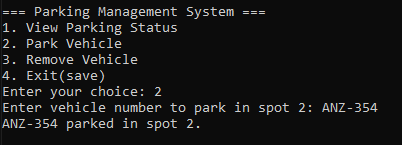 === Parking Management System ===
1. View Parking Status
2. Park Vehicle
3. Remove Vehicle
4. Exit(save)
Enter your choice: 2
Enter vehicle number to park in spot 2: ANZ-354
ANZ-354 parked in spot 2.